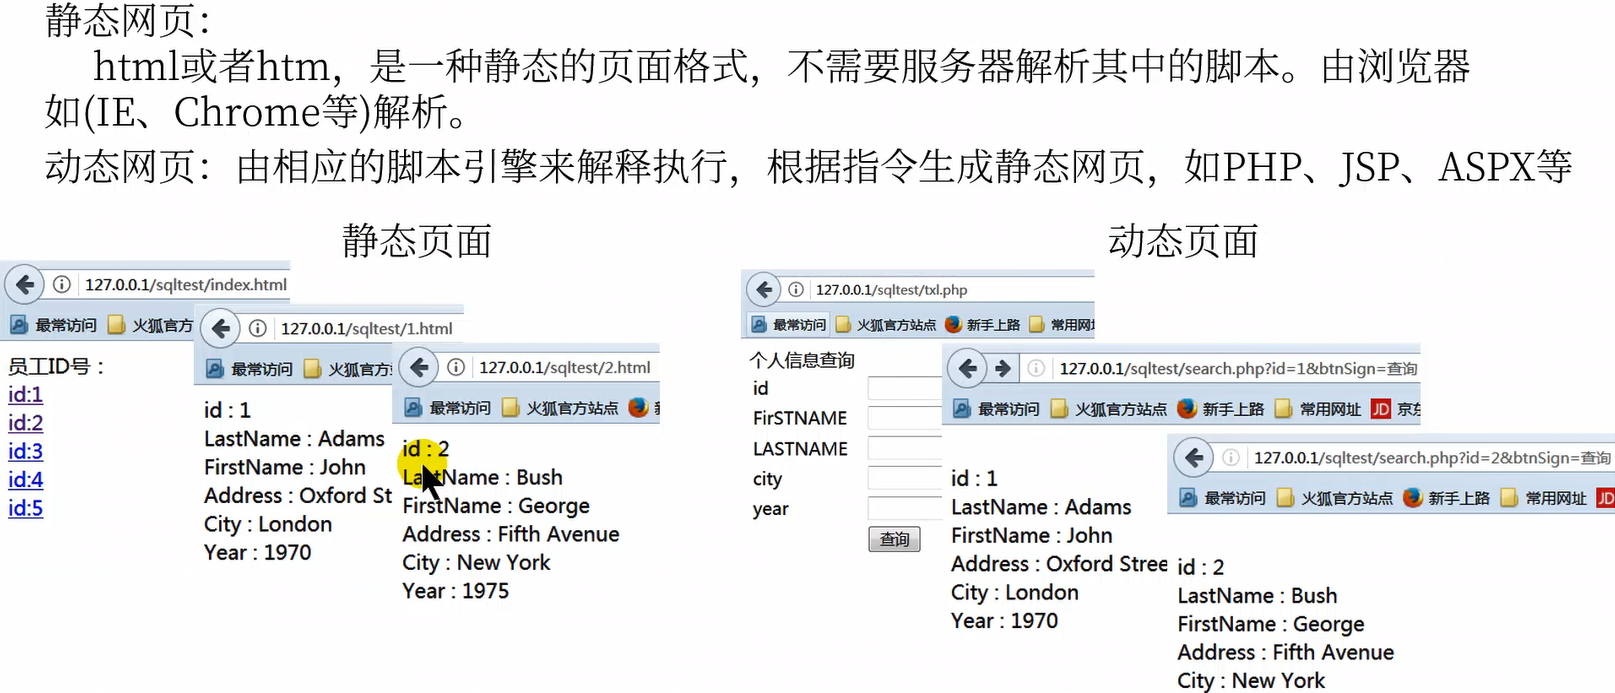 静态网页：
html或者htm，是一种静态的页面格式，不需要服务器解析其中的脚本。由浏览器
如(IE、Chrome等)解析。
动态网页：由相应的脚本引擎来解释执行，根据指令生成静态网页，如PHP、JSP、ASPX等
静态页面
127.0.0.1/sqltest/index.html
最常访问 火狐官方
员工ID号：
id:1
id:2
id:3
id:4
id:5
127.0.0.1/sqltest/1.html
最常访问 火狐官方
id : 1
LastName : Adams
FirstName : John
Address : Oxford St
City : London
Year : 1970
127.0.0.1/sqltest/2.html
最常访问 火狐官方站点
id : 2
LastName : Bush
FirstName : George
Address : Fifth Avenue
City : New York
Year : 1975
动态页面
127.0.0.1/sqltest/txl.php
最常访问 火狐官方站点 新手上路 常用网
个人信息查询
id
FirSTNAME
LASTNAME
city
year
查询
127.0.0.1/sqltest/search.php?id=1&btnSign=查询
最常访问 火狐官方站点 新手上路 常用网址 JD 京东
id : 1
LastName : Adams
FirstName : John
Address : Oxford Stree
City : London
Year : 1970
127.0.0.1/sqltest/search.php?id=2&btnSign=查询
最常访问 火狐官方站点 新手上路 常用网址 JD
id : 2
LastName : Bush
FirstName : George
Address : Fifth Avenue
City : New York